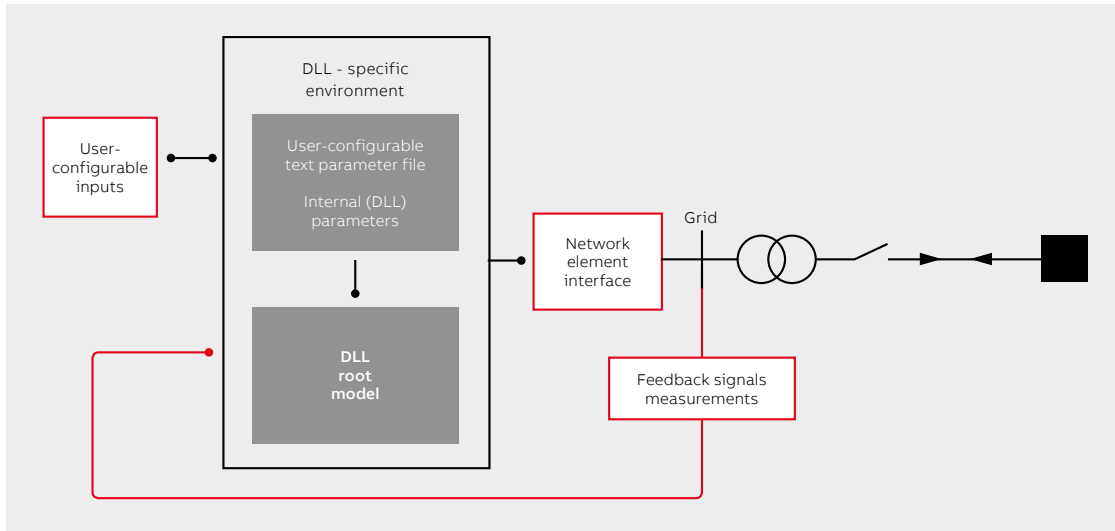 DLL - specific
environment
User-
configurable
inputs
User-configurable
text parameter file
Internal (DLL)
parameters
DLL
root
model
Network
element
interface
Grid
Feedback signals
measurements